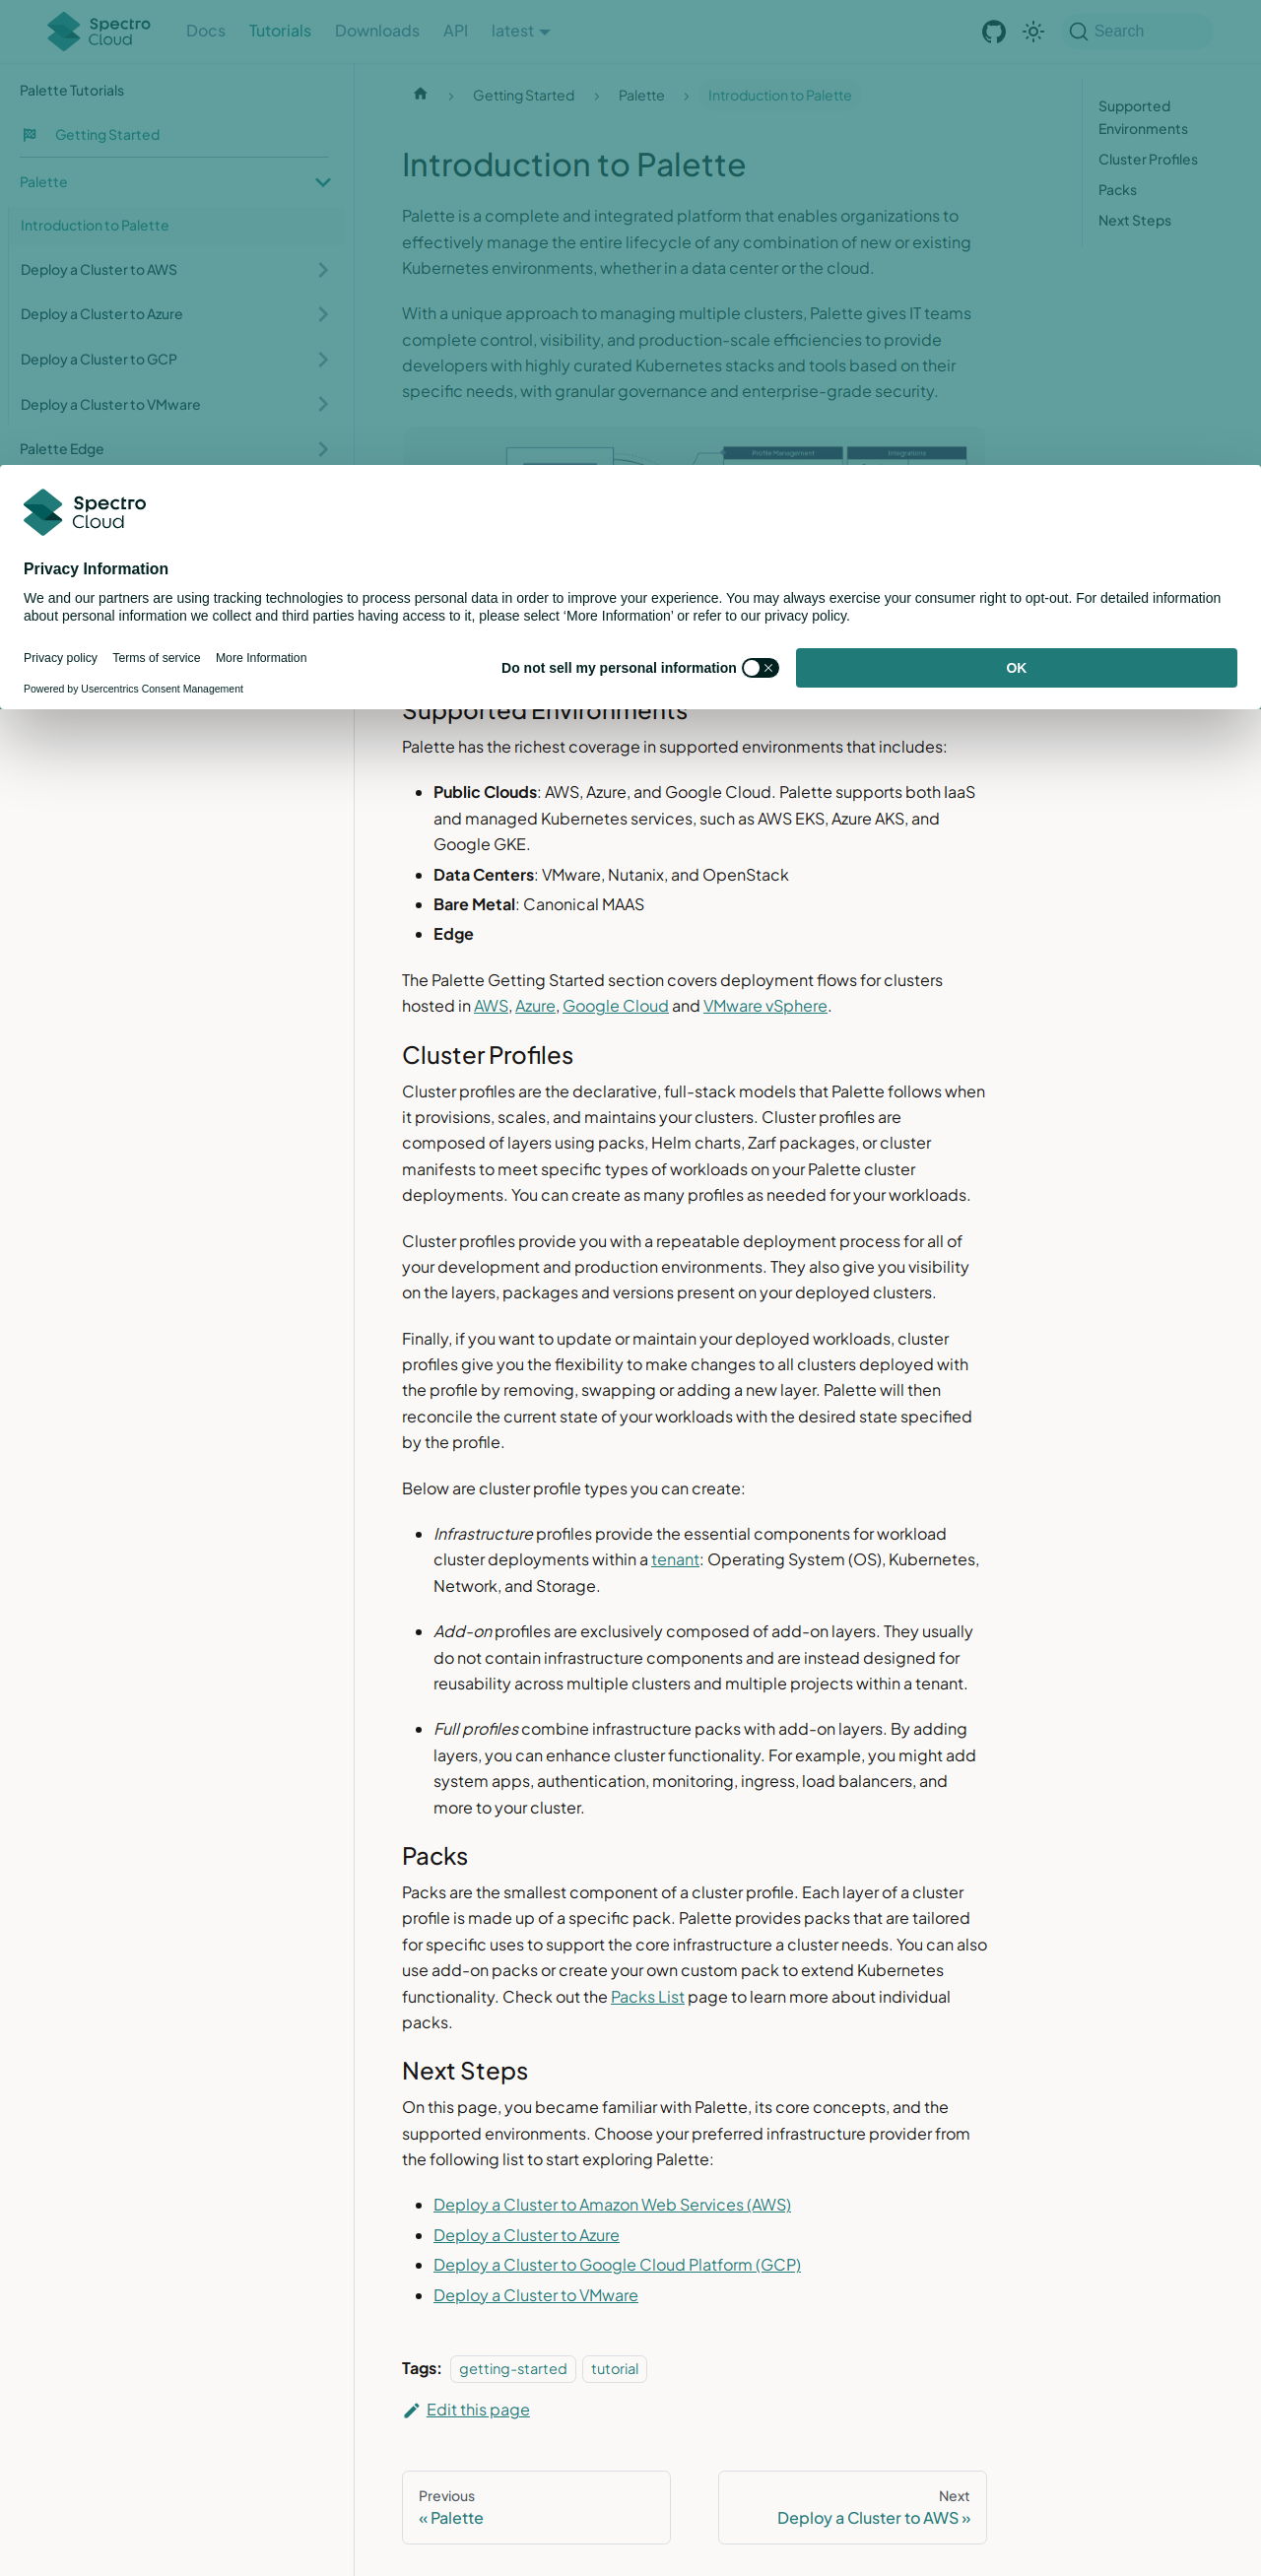 Spectro Cloud
Docs
Tutorials
Downloads
API
latest
Search
Palette Tutorials
Getting Started
Palette
Introduction to Palette
Deploy a Cluster to AWS
Deploy a Cluster to Azure
Deploy a Cluster to GCP
Deploy a Cluster to VMware
Palette Edge
Getting Started
Palette
Introduction to Palette
Introduction to Palette
Palette is a complete and integrated platform that enables organizations to
effectively manage the entire lifecycle of any combination of new or existing
Kubernetes environments, whether in a data center or the cloud.
With a unique approach to managing multiple clusters, Palette gives IT teams
complete control, visibility, and production-scale efficiencies to provide
developers with highly curated Kubernetes stacks and tools based on their
specific needs, with granular governance and enterprise-grade security.
Profile Management
Integrations
Supported
Environments
Cluster Profiles
Packs
Next Steps
Spectro
Cloud
Privacy Information
We and our partners are using tracking technologies to process personal data in order to improve your experience. You may always exercise your consumer right to opt-out. For detailed information
about personal information we collect and third parties having access to it, please select ‘More Information’ or refer to our privacy policy.
Privacy policy
Terms of service
More Information
Do not sell my personal information
OK
Powered by Usercentrics Consent Management
Supported Environments
Palette has the richest coverage in supported environments that includes:
Public Clouds: AWS, Azure, and Google Cloud. Palette supports both IaaS
and managed Kubernetes services, such as AWS EKS, Azure AKS, and
Google GKE.
Data Centers: VMware, Nutanix, and OpenStack
Bare Metal: Canonical MAAS
Edge
The Palette Getting Started section covers deployment flows for clusters
hosted in AWS, Azure, Google Cloud and VMware vSphere.
Cluster Profiles
Cluster profiles are the declarative, full-stack models that Palette follows when
it provisions, scales, and maintains your clusters. Cluster profiles are
composed of layers using packs, Helm charts, Zarf packages, or cluster
manifests to meet specific types of workloads on your Palette cluster
deployments. You can create as many profiles as needed for your workloads.
Cluster profiles provide you with a repeatable deployment process for all of
your development and production environments. They also give you visibility
on the layers, packages and versions present on your deployed clusters.
Finally, if you want to update or maintain your deployed workloads, cluster
profiles give you the flexibility to make changes to all clusters deployed with
the profile by removing, swapping or adding a new layer. Palette will then
reconcile the current state of your workloads with the desired state specified
by the profile.
Below are cluster profile types you can create:
Infrastructure profiles provide the essential components for workload
cluster deployments within a tenant: Operating System (OS), Kubernetes,
Network, and Storage.
Add-on profiles are exclusively composed of add-on layers. They usually
do not contain infrastructure components and are instead designed for
reusability across multiple clusters and multiple projects within a tenant.
Full profiles combine infrastructure packs with add-on layers. By adding
layers, you can enhance cluster functionality. For example, you might add
system apps, authentication, monitoring, ingress, load balancers, and
more to your cluster.
Packs
Packs are the smallest component of a cluster profile. Each layer of a cluster
profile is made up of a specific pack. Palette provides packs that are tailored
for specific uses to support the core infrastructure a cluster needs. You can also
use add-on packs or create your own custom pack to extend Kubernetes
functionality. Check out the Packs List page to learn more about individual
packs.
Next Steps
On this page, you became familiar with Palette, its core concepts, and the
supported environments. Choose your preferred infrastructure provider from
the following list to start exploring Palette:
Deploy a Cluster to Amazon Web Services (AWS)
Deploy a Cluster to Azure
Deploy a Cluster to Google Cloud Platform (GCP)
Deploy a Cluster to VMware
Tags: getting-started tutorial
Edit this page
Previous
« Palette
Next
Deploy a Cluster to AWS »